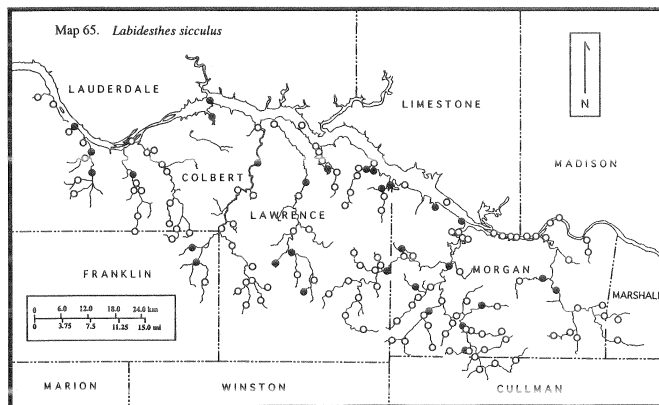 Map 65. Labidesthes sicculus
LAUDERDALE
LIMESTONE
N
MADISON
COLBERT
LAWRENCE
FRANKLIN
MORGAN
MARSHALL
0 6.0 12.0 18.0 24.0 km
0 3.75 7.5 11.25 15.0 mi
MARION
WINSTON
CULLMAN